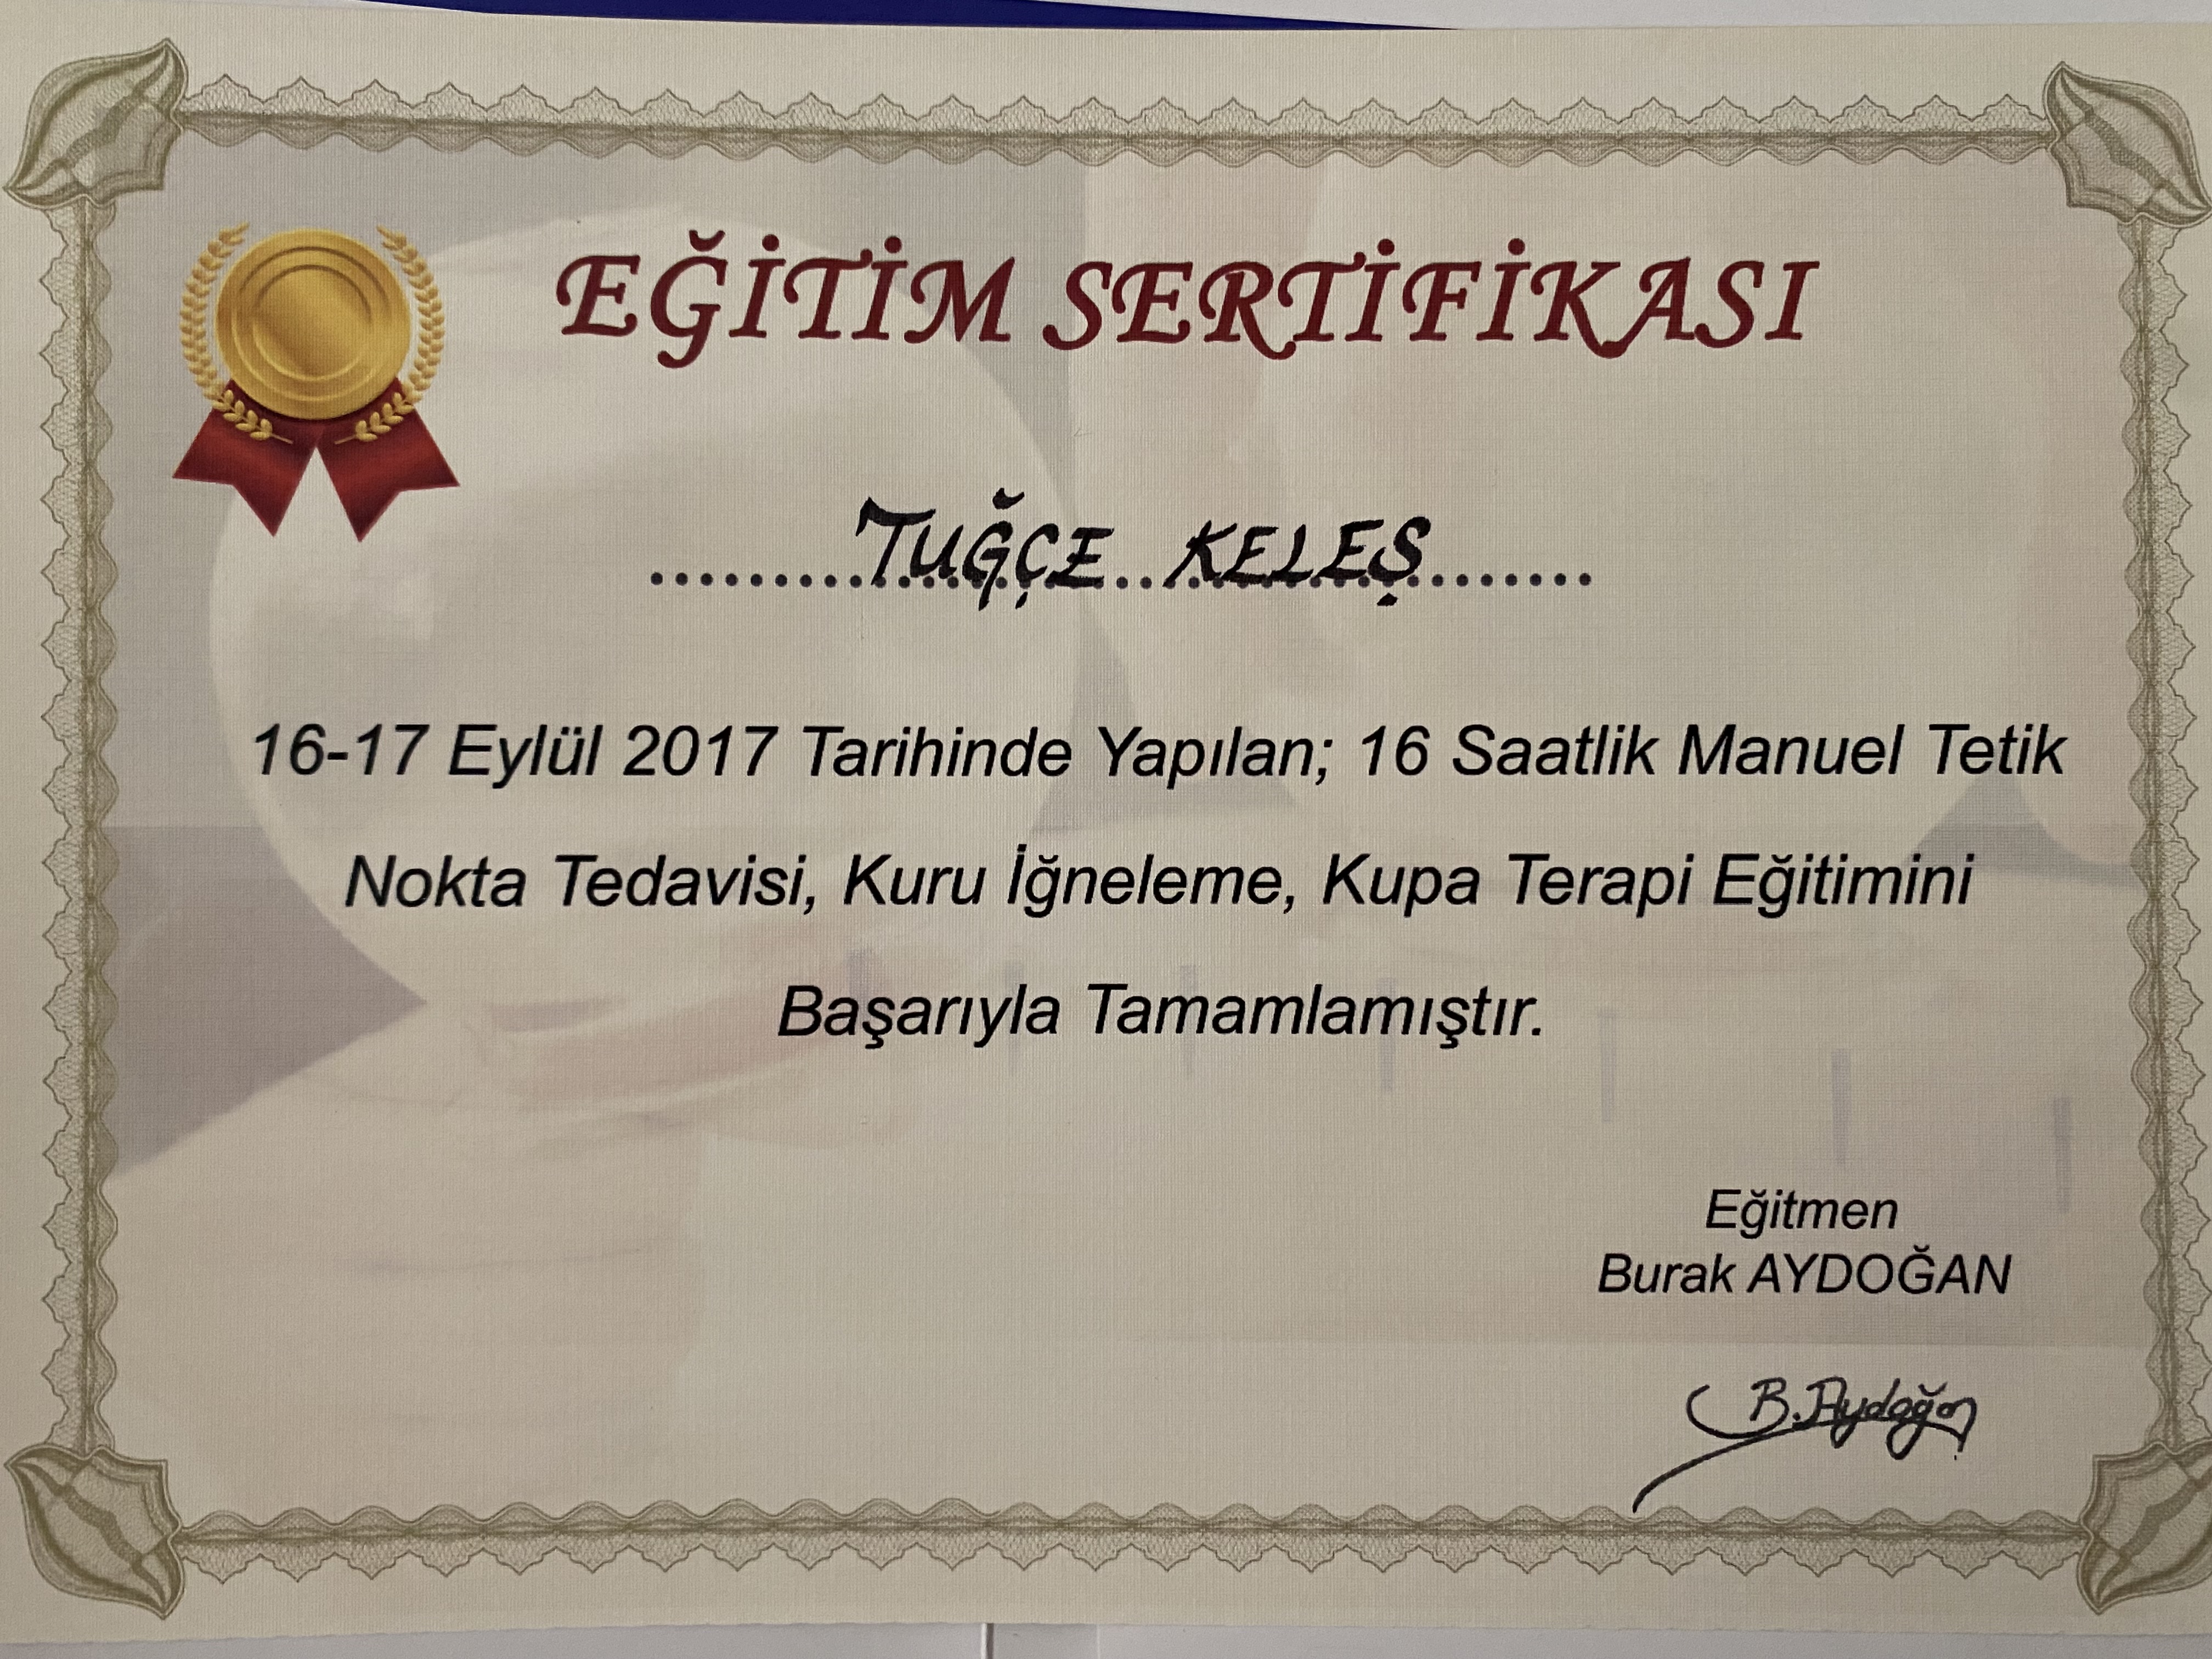 EĞİTİM SERTİFİKASI
TUĞÇE KELEŞ
16-17 Eylül 2017 Tarihinde Yapılan; 16 Saatlik Manuel Tetik
Nokta Tedavisi, Kuru İğneleme, Kupa Terapi Eğitimini
Başarıyla Tamamlamıştır.
Eğitmen
Burak AYDOĞAN
B. Aydoğan